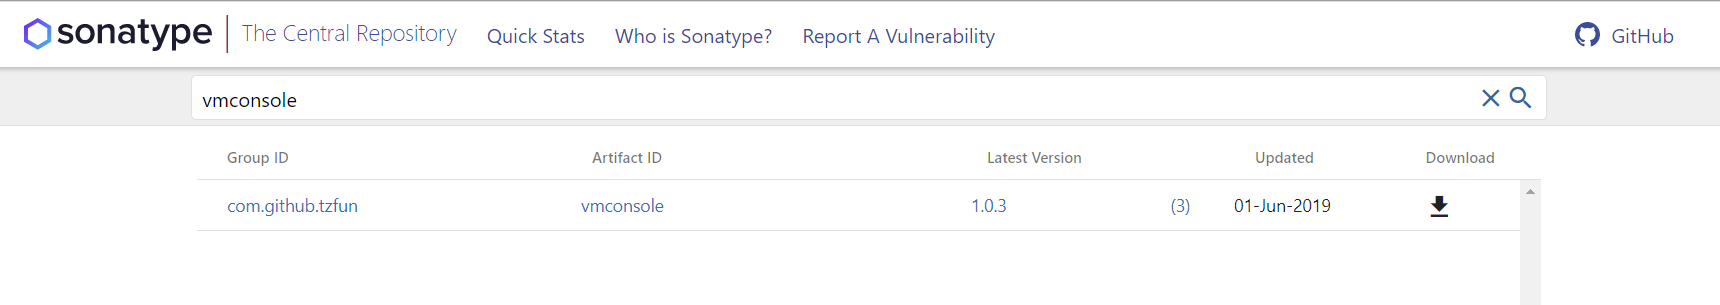 sonatype The Central Repository Quick Stats Who is Sonatype? Report A Vulnerability GitHub
vmconsole
Group ID Artifact ID Latest Version Updated Download
com.github.tzfun vmconsole 1.0.3 (3) 01-Jun-2019